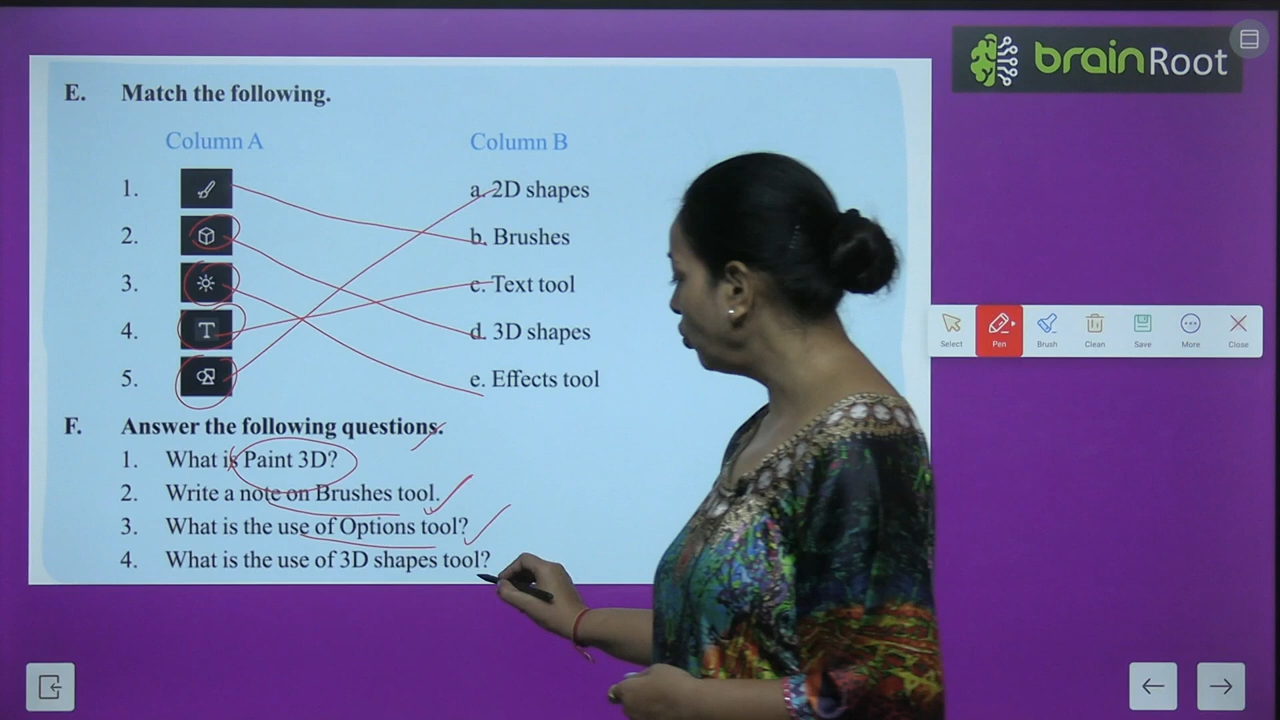 brainRoot
E. Match the following.
Column A Column B
1. a. 2D shapes
2. b. Brushes
3. c. Text tool
4. T d. 3D shapes
5. e. Effects tool
F. Answer the following questions.
1. What is Paint 3D?
2. Write a note on Brushes tool.
3. What is the use of Options tool?
4. What is the use of 3D shapes tool?
Select Pen Brush Clean Save More Close